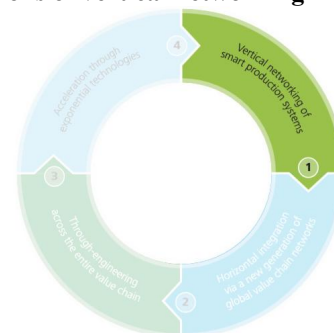 Vertical networking of
smart production systems
1
Horizontal integration
via a new generation of
global value chain networks
2
Through-engineering
across the entire value chain
3
Acceleration through
exponential technologies
4